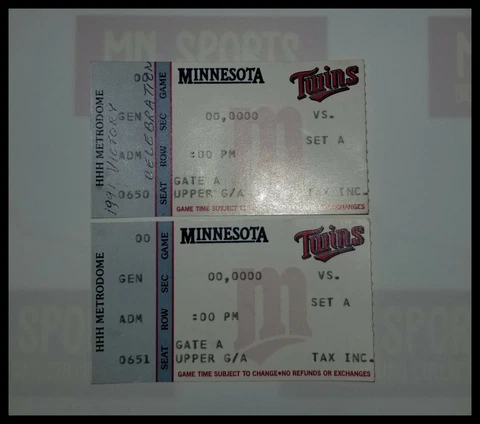 MN SPORTS
HHH METRODOME
1991 VICTORY
CELEBRATION
00
GEN
ADM
0650
GAME
SEC
ROW
SEAT
MINNESOTA
Twins
00,0000 VS.
SET A
:00 PM
GATE A
UPPER G/A TAX INC.
GAME TIME SUBJECT EXCHANGES
HHH METRODOME
00
GEN
ADM
0651
GAME
SEC
ROW
SEAT
MINNESOTA
Twins
00,0000 VS.
SET A
:00 PM
GATE A
UPPER G/A TAX INC.
GAME TIME SUBJECT TO CHANGE•NO REFUNDS OR EXCHANGES